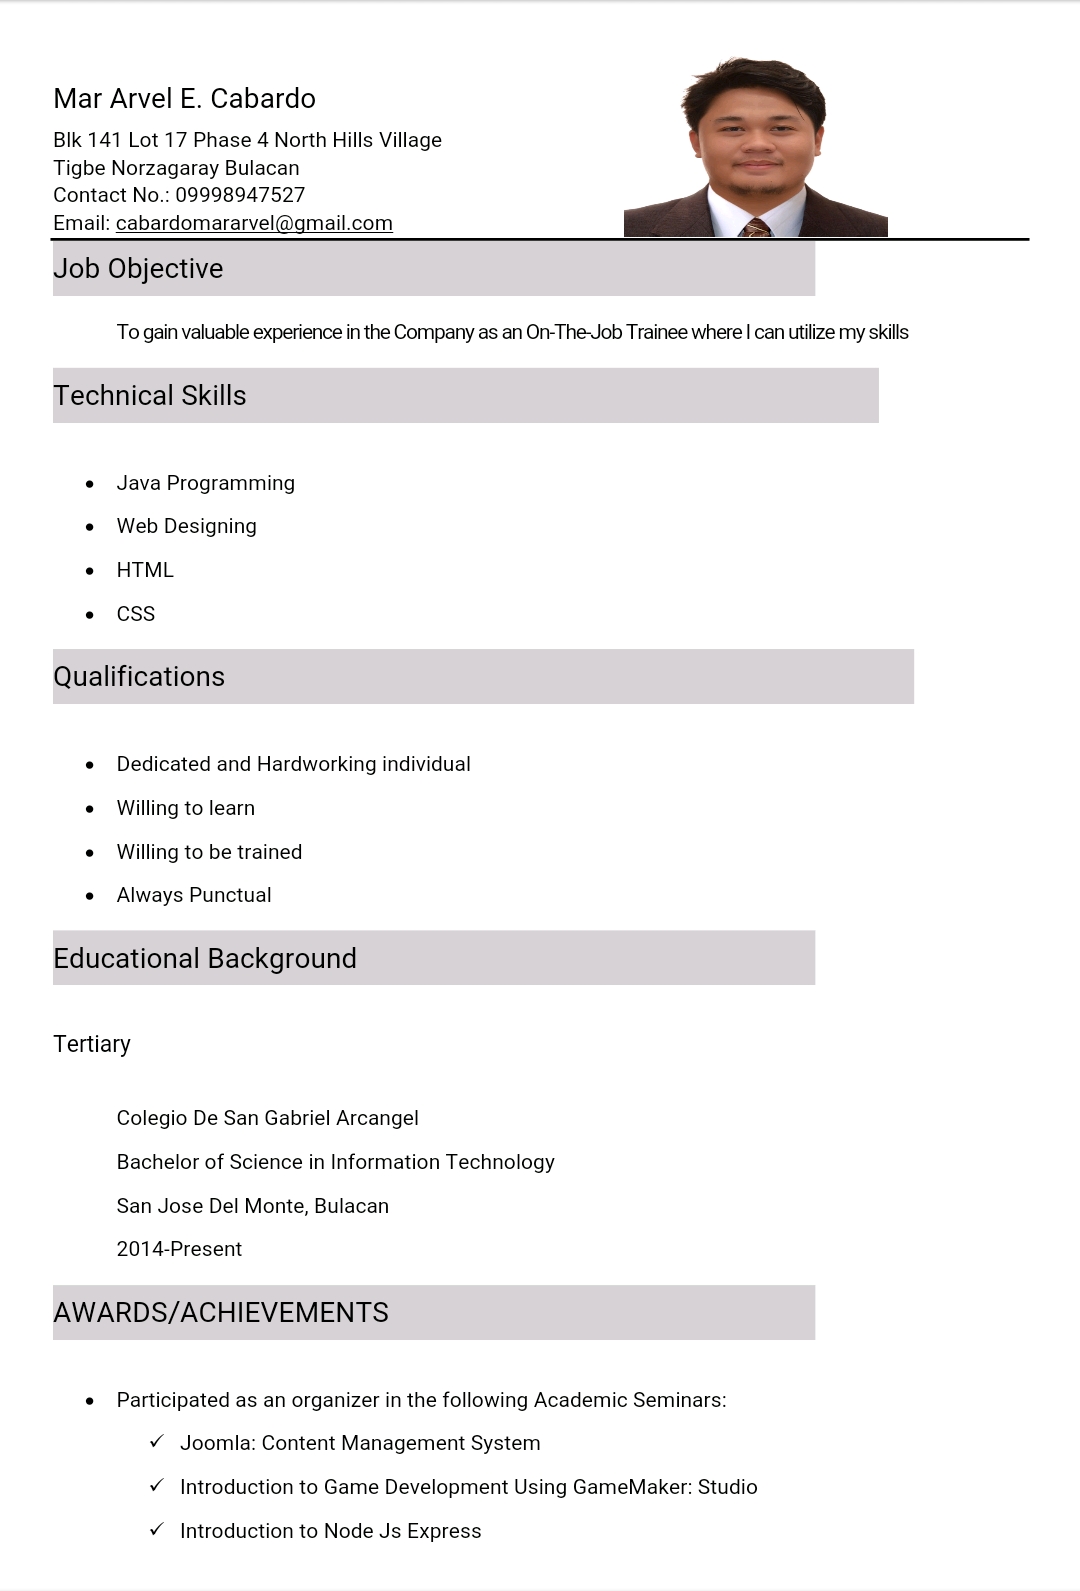 Mar Arvel E. Cabardo
Blk 141 Lot 17 Phase 4 North Hills Village
Tigbe Norzagaray Bulacan
Contact No.: 09998947527
Email: cabardomararvel@gmail.com
Job Objective
To gain valuable experience in the Company as an On-The-Job Trainee where I can utilize my skills
Technical Skills
• Java Programming
• Web Designing
• HTML
• CSS
Qualifications
• Dedicated and Hardworking individual
• Willing to learn
• Willing to be trained
• Always Punctual
Educational Background
Tertiary
Colegio De San Gabriel Arcangel
Bachelor of Science in Information Technology
San Jose Del Monte, Bulacan
2014-Present
AWARDS/ACHIEVEMENTS
• Participated as an organizer in the following Academic Seminars:
✓ Joomla: Content Management System
✓ Introduction to Game Development Using GameMaker: Studio
✓ Introduction to Node Js Express